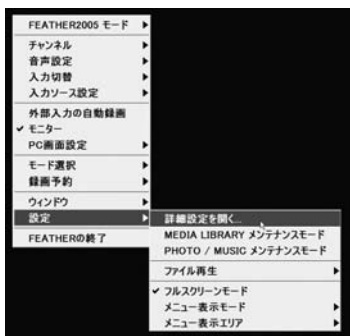 FEATHER2005 モード
チャンネル
音声設定
入力切替
入力ソース設定
外部入力の自動録画
モニター
PC画面設定
モード選択
録画予約
ウィンドウ
設定
FEATHERの終了
詳細設定を開く...
MEDIA LIBRARY メンテナンスモード
PHOTO / MUSIC メンテナンスモード
ファイル再生
フルスクリーンモード
メニュー表示モード
メニュー表示エリア